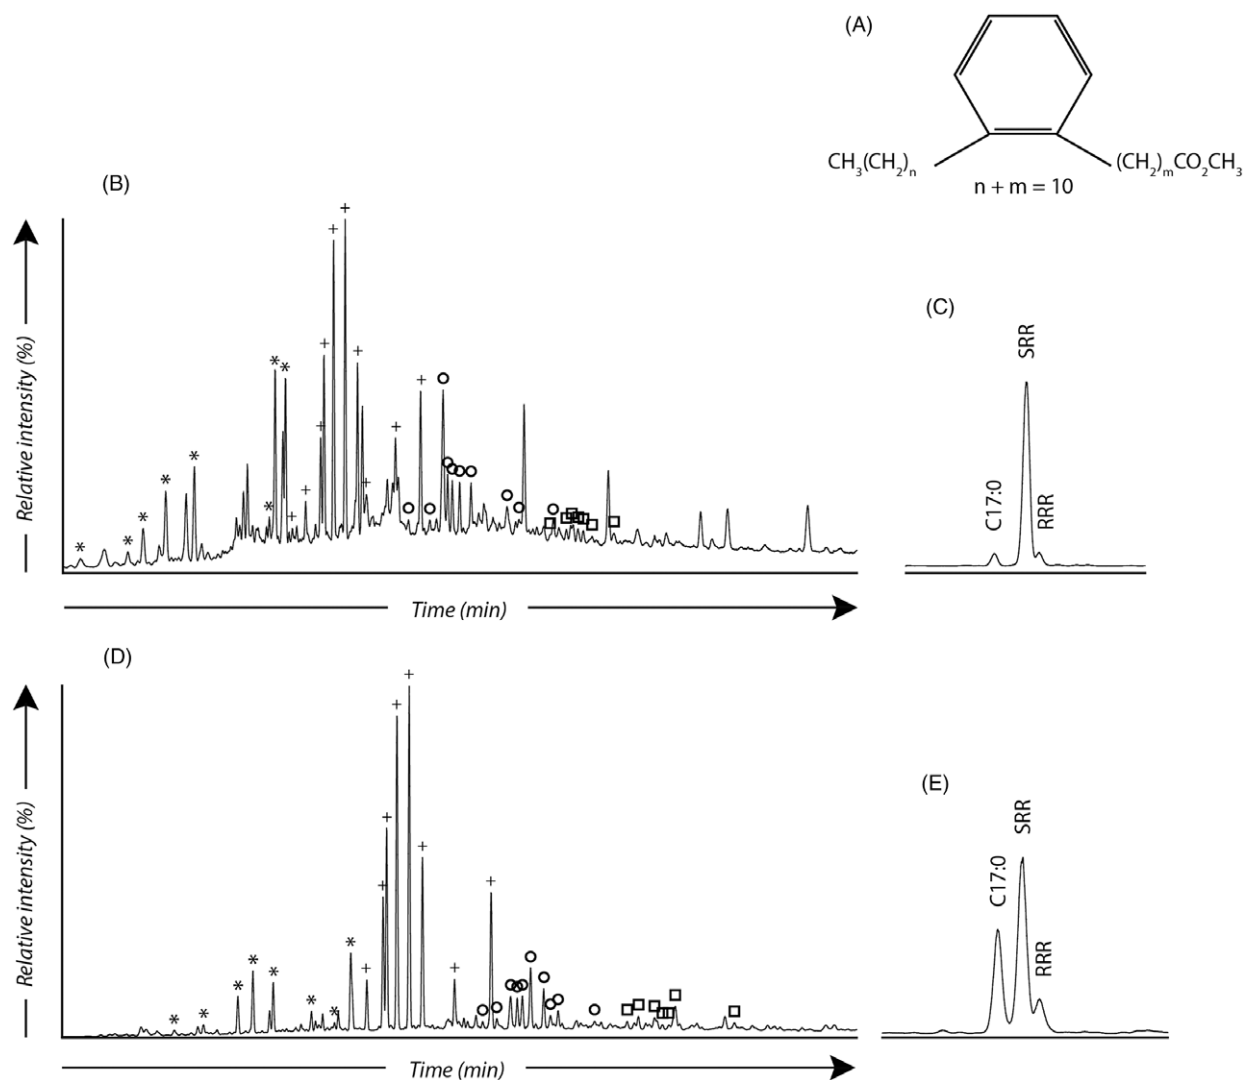 (A)
CH₃(CH₂)ₙ
(CH₂)ₘCO₂CH₃
n + m = 10
(B)
Relative intensity (%)
Time (min)
(C)
C17:0
SRR
RRR
(D)
Relative intensity (%)
Time (min)
(E)
C17:0
SRR
RRR